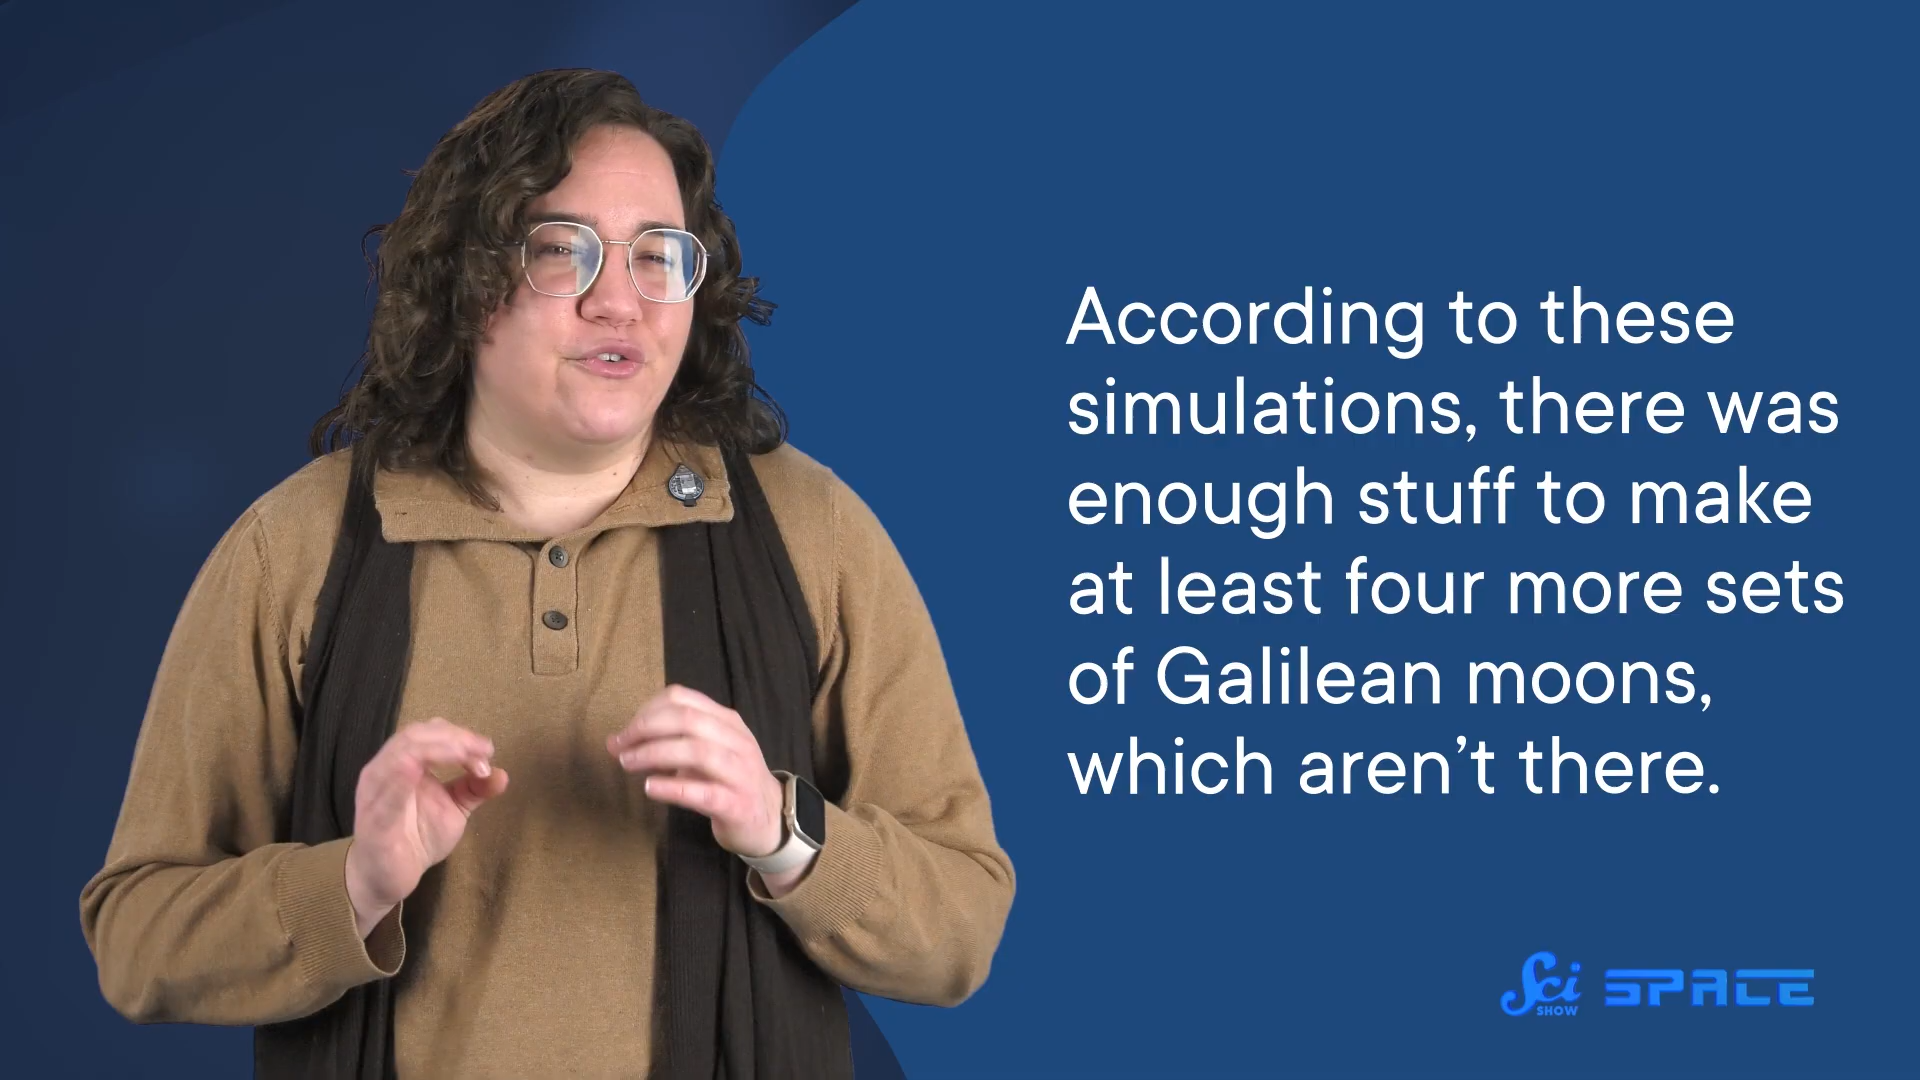 According to these
simulations, there was
enough stuff to make
at least four more sets
of Galilean moons,
which aren’t there.
Sci SHOW SPACE